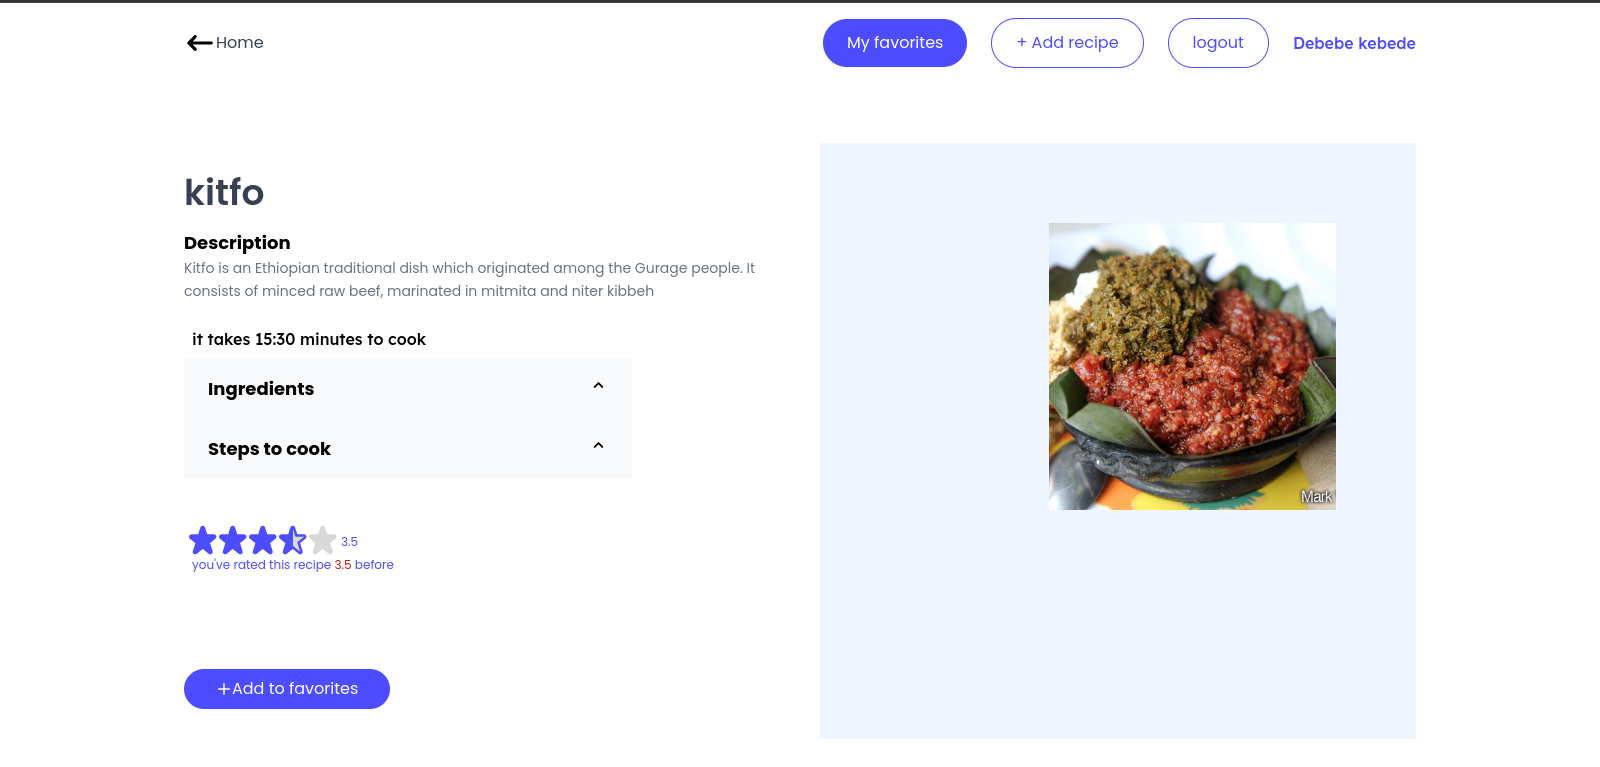 Home
My favorites
+ Add recipe
logout
Debebe kebede
kitfo
Description
Kitfo is an Ethiopian traditional dish which originated among the Gurage people. It
consists of minced raw beef, marinated in mitmita and niter kibbeh
it takes 15:30 minutes to cook
Ingredients
Steps to cook
3.5
you've rated this recipe 3.5 before
+Add to favorites
Mark